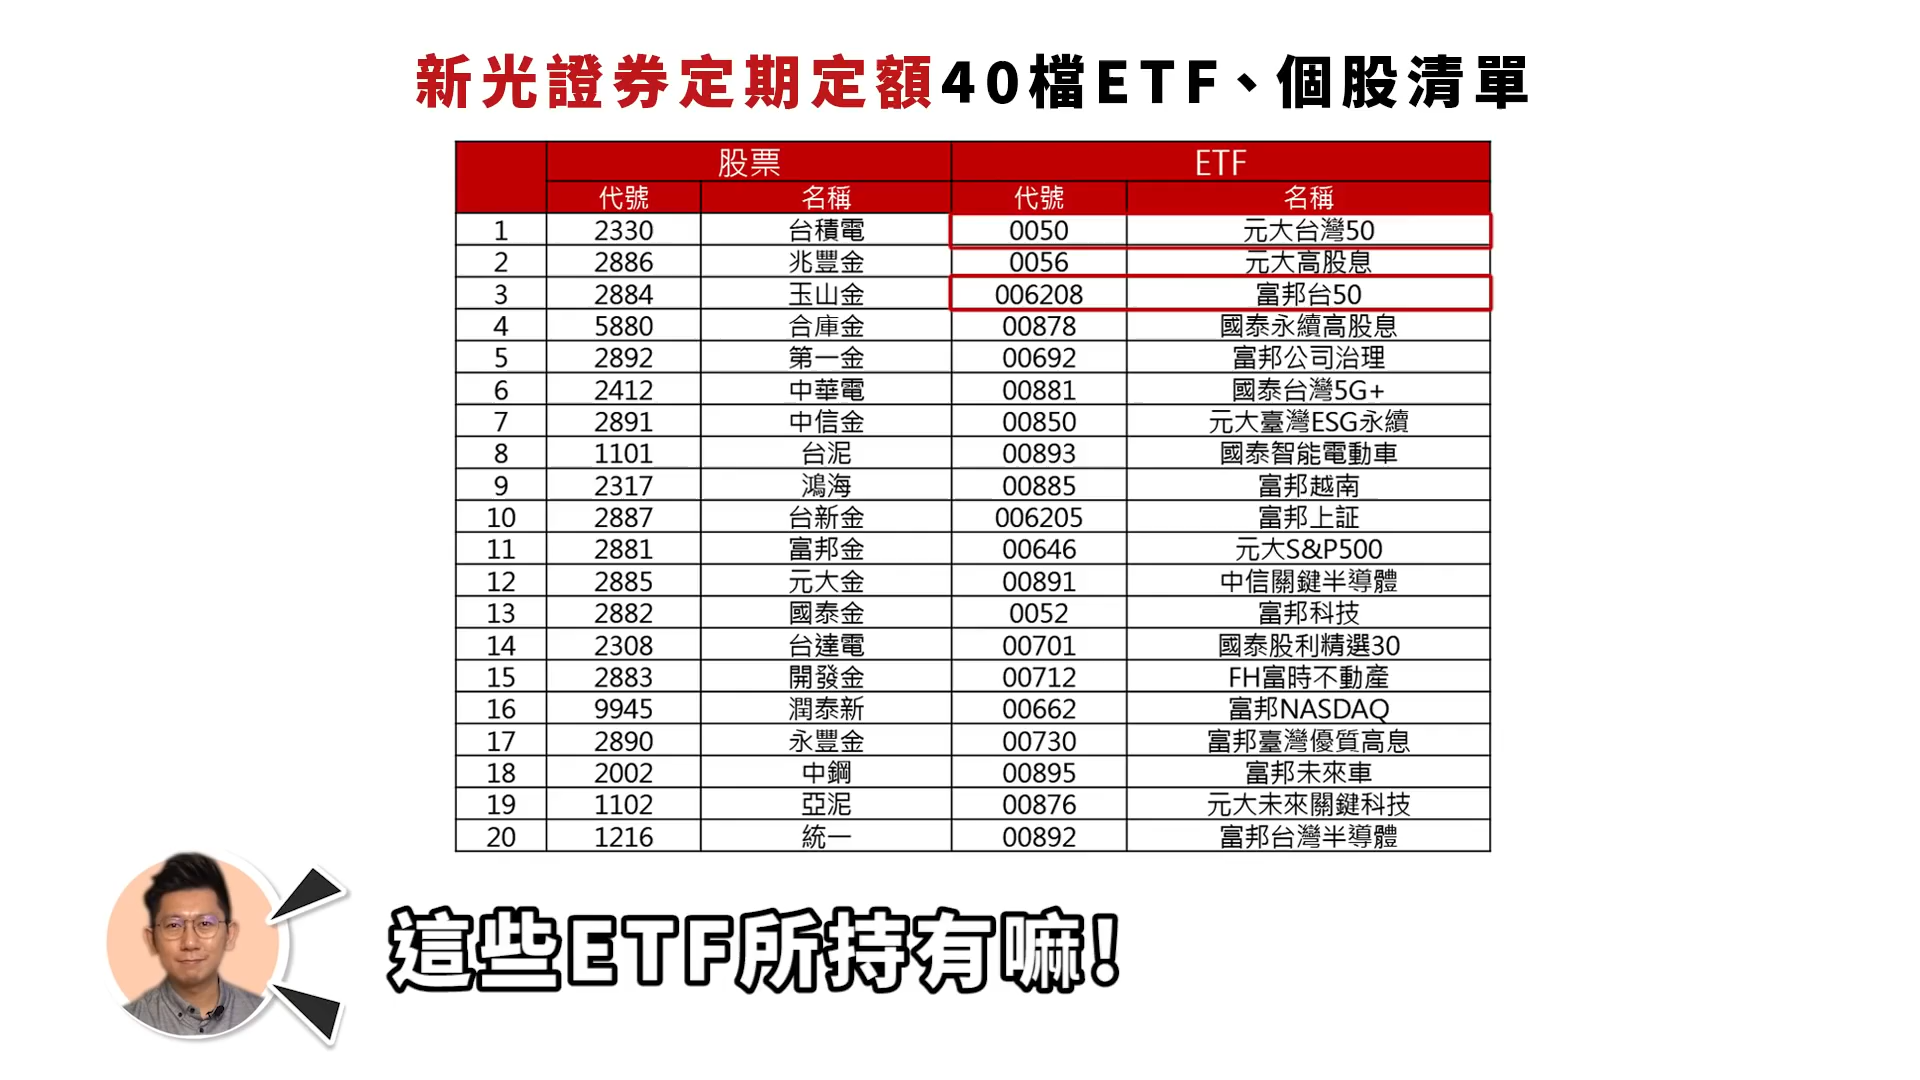 新光證券定期定額40檔ETF、個股清單
股票 ETF
代號 名稱 代號 名稱
1 2330 台積電 0050 元大台灣50
2 2886 兆豐金 0056 元大高股息
3 2884 玉山金 006208 富邦台50
4 5880 合庫金 00878 國泰永續高股息
5 2892 第一金 00692 富邦公司治理
6 2412 中華電 00881 國泰台灣5G+
7 2891 中信金 00850 元大臺灣ESG永續
8 1101 台泥 00893 國泰智能電動車
9 2317 鴻海 00885 富邦越南
10 2887 台新金 006205 富邦上証
11 2881 富邦金 00646 元大S&P500
12 2885 元大金 00891 中信關鍵半導體
13 2882 國泰金 0052 富邦科技
14 2308 台達電 00701 國泰股利精選30
15 2883 開發金 00712 FH富時不動產
16 9945 潤泰新 00662 富邦NASDAQ
17 2890 永豐金 00730 富邦臺灣優質高息
18 2002 中鋼 00895 富邦未來車
19 1102 亞泥 00876 元大未來關鍵科技
20 1216 統一 00892 富邦台灣半導體
這些ETF所持有嘛!